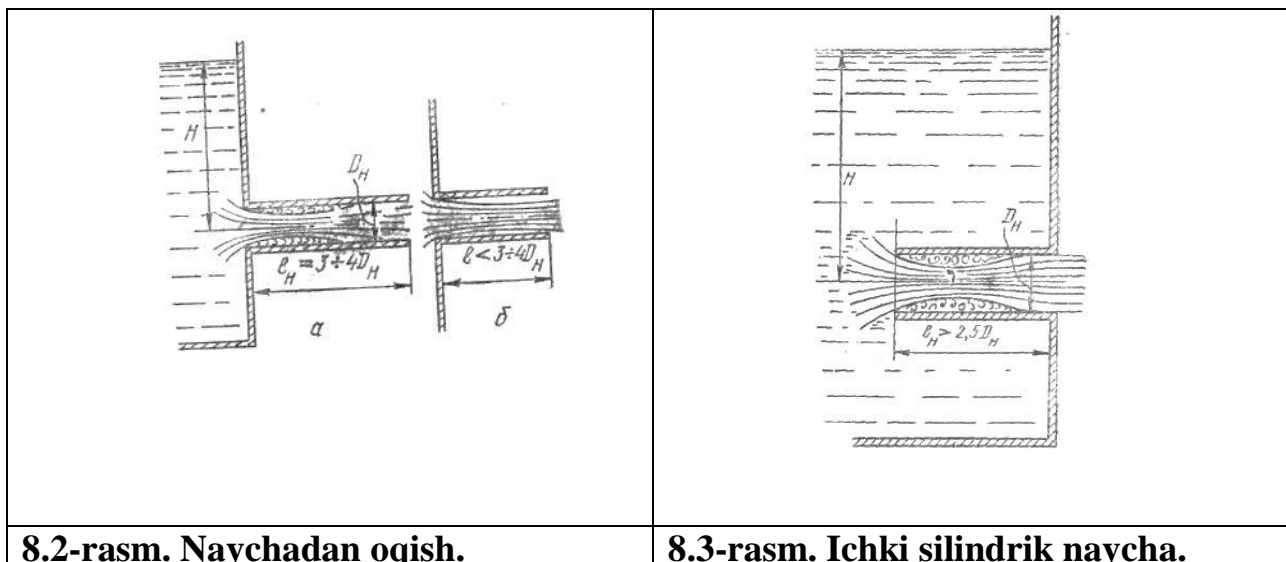 H
D_H
ℓ_H = 3÷4D_H
ℓ < 3÷4D_H
а
б
8.2-rasm. Naychadan oqish.
H
D_H
ℓ_H > 2,5D_H
8.3-rasm. Ichki silindrik naycha.